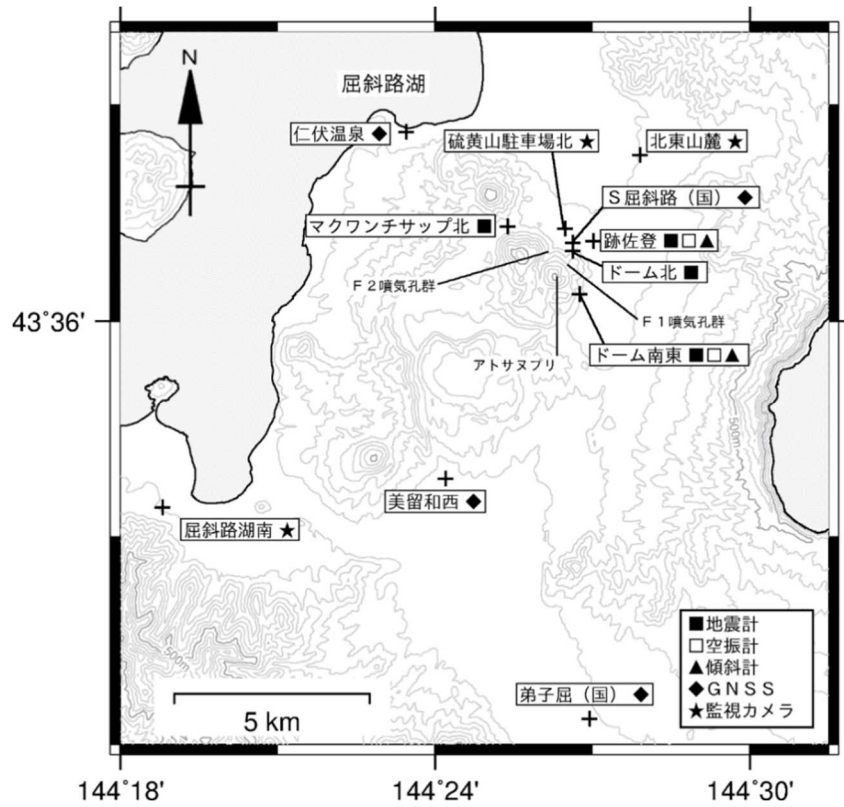 N
屈斜路湖
仁伏温泉◆
硫黄山駐車場北★
北東山麓★
S屈斜路（国）◆
マクワンチサップ北■
跡佐登■□▲
ドーム北■
F2噴気孔群
F1噴気孔群
43°36'
アトサヌプリ
ドーム南東■□▲
500m
美留和西◆
屈斜路湖南★
500m
■地震計
□空振計
▲傾斜計
◆GNSS
★監視カメラ
弟子屈（国）◆
5 km
144°18'
144°24'
144°30'